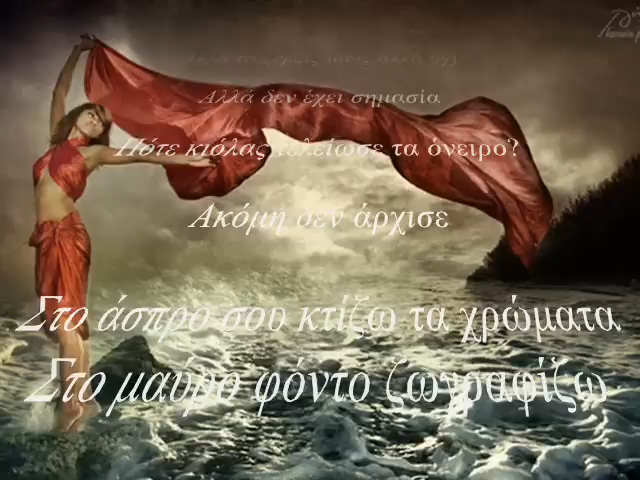 Αλλά δεν έχει σημασία
Πότε κιόλας τελείωσε τα όνειρο?
Ακόμη δεν άρχισε
Στο άσπρο σου κτίζω τα χρώματα
Στο μαύρο φόντο ζωγραφίζω